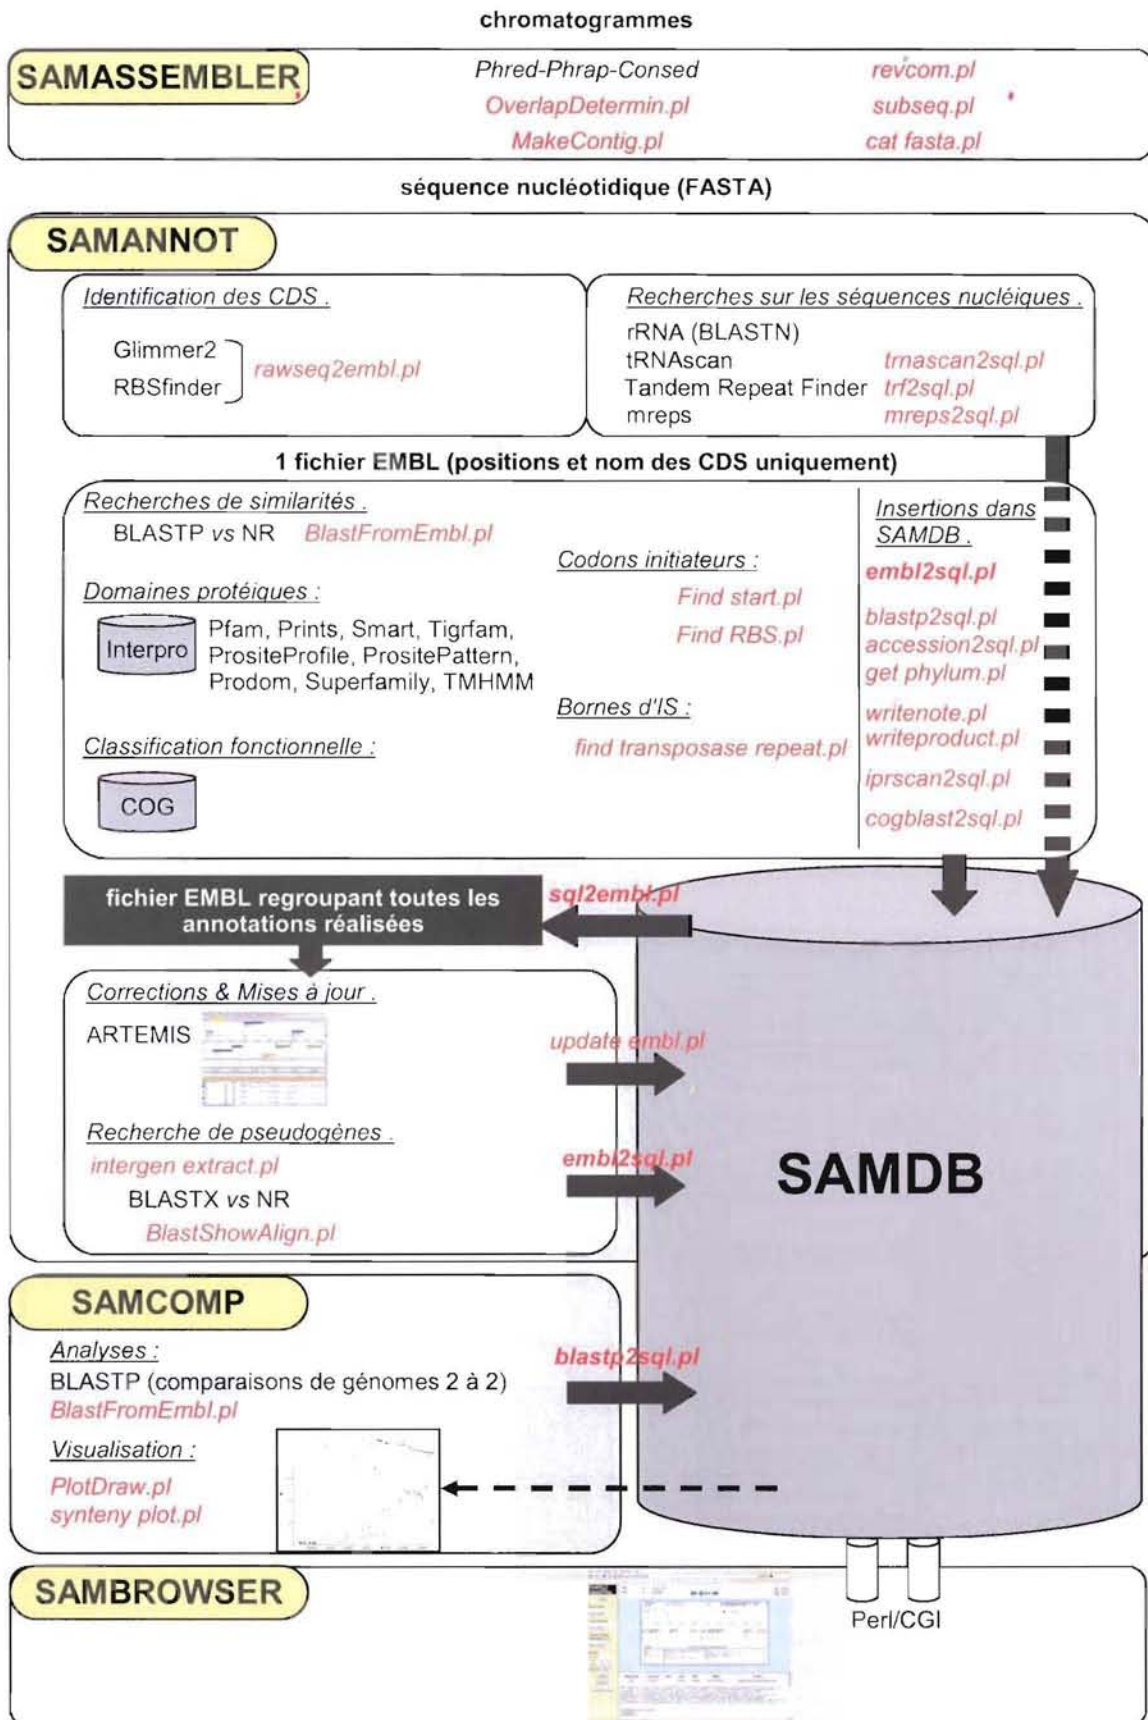 chromatogrammes
SAMASSEMBLER
Phred-Phrap-Consed
revcom.pl
OverlapDetermin.pl
subseq.pl
MakeContig.pl
cat fasta.pl
séquence nucléotidique (FASTA)
SAMANNOT
Identification des CDS .
Glimmer2
RBSfinder
rawseq2embl.pl
Recherches sur les séquences nucléiques .
rRNA (BLASTN)
tRNAscan trnascan2sql.pl
Tandem Repeat Finder trf2sql.pl
mreps mreps2sql.pl
1 fichier EMBL (positions et nom des CDS uniquement)
Recherches de similarités .
BLASTP vs NR BlastFromEmbl.pl
Domaines protéiques :
Interpro
Pfam, Prints, Smart, Tigrfam,
PrositeProfile, PrositePattern,
Prodom, Superfamily, TMHMM
Classification fonctionnelle :
COG
Codons initiateurs :
Find start.pl
Find RBS.pl
Bornes d'IS :
find transposase repeat.pl
Insertions dans
SAMDB .
embl2sql.pl
blastp2sql.pl
accession2sql.pl
get phylum.pl
writenote.pl
writeproduct.pl
iprscan2sql.pl
cogblast2sql.pl
fichier EMBL regroupant toutes les
annotations réalisées
sql2embl.pl
Corrections & Mises à jour .
ARTEMIS
update embl.pl
Recherche de pseudogènes .
intergen extract.pl
BLASTX vs NR
BlastShowAlign.pl
embl2sql.pl
SAMDB
SAMCOMP
Analyses :
BLASTP (comparaisons de génomes 2 à 2)
BlastFromEmbl.pl
blastp2sql.pl
Visualisation :
PlotDraw.pl
synteny plot.pl
SAMBROWSER
Perl/CGI